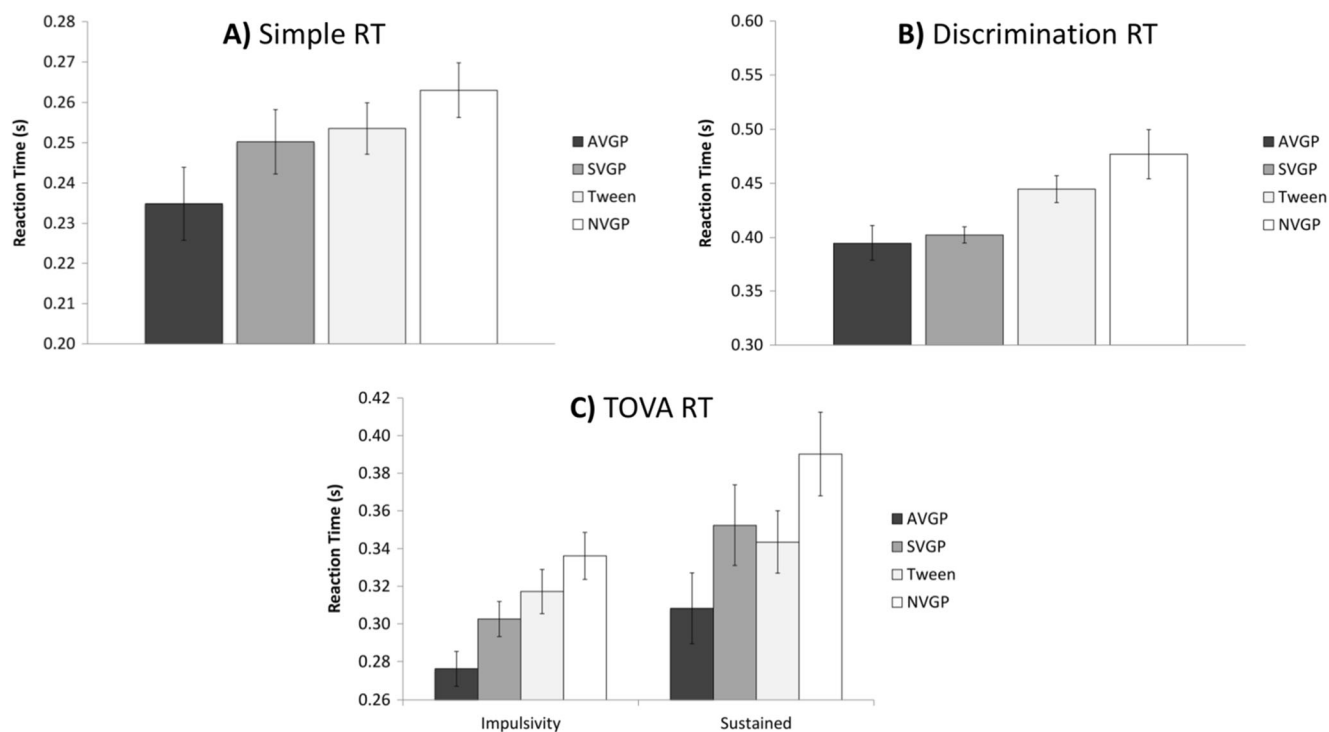 A) Simple RT
Reaction Time (s)
0.28
0.27
0.26
0.25
0.24
0.23
0.22
0.21
0.20
AVGP
SVGP
Tween
NVGP
B) Discrimination RT
Reaction Time (s)
0.60
0.55
0.50
0.45
0.40
0.35
0.30
AVGP
SVGP
Tween
NVGP
C) TOVA RT
Reaction Time (s)
0.42
0.40
0.38
0.36
0.34
0.32
0.30
0.28
0.26
Impulsivity
Sustained
AVGP
SVGP
Tween
NVGP